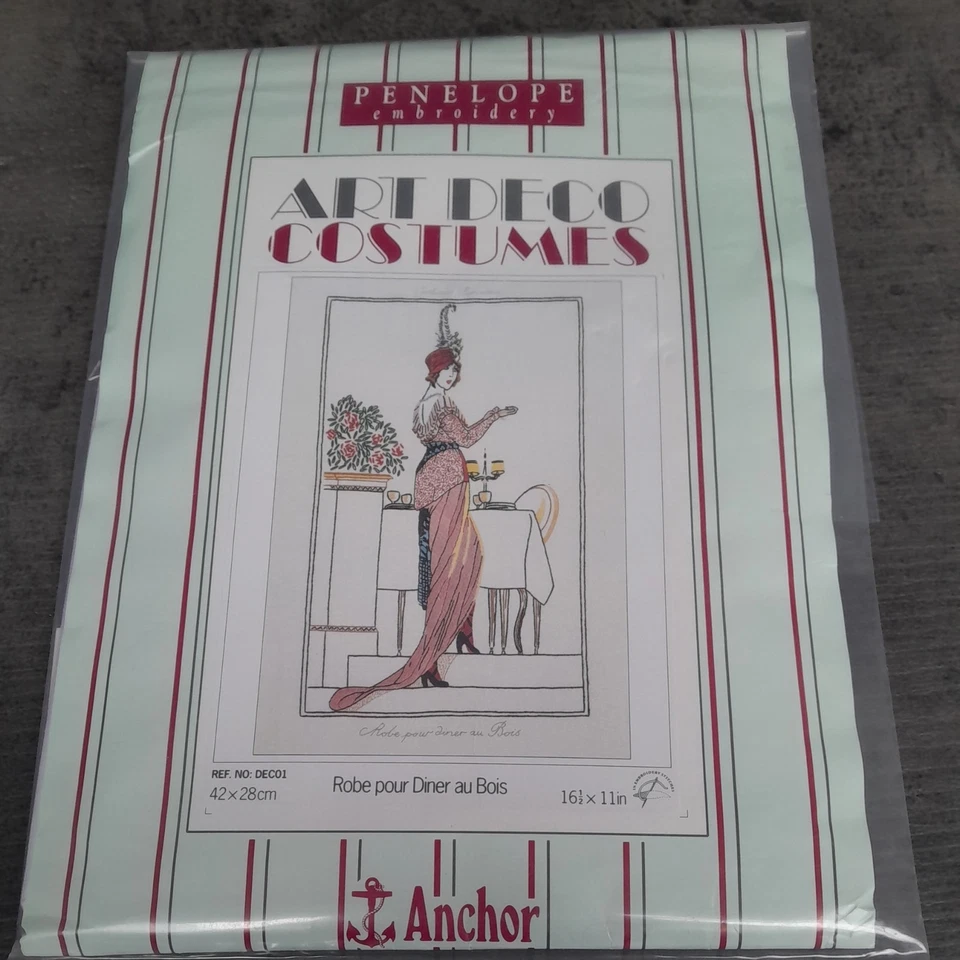 PENELOPE
embroidery
ART DECO
COSTUMES
Robe pour diner au Bois
REF. NO: DEC01
42×28cm
Robe pour Diner au Bois
16½×11in
Anchor